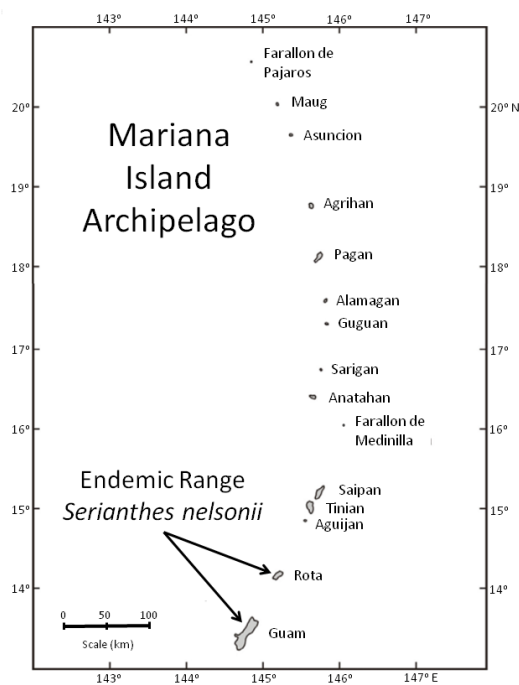 143° 144° 145° 146° 147°
Farallon de
Pajaros
20° Maug 20° N
Asuncion
Mariana
Island
Archipelago
19° Agrihan 19°
Pagan
18° 18°
Alamagan
Guguan
17° 17°
Sarigan
Anatahan
16° Farallon de 16°
Medinilla
Endemic Range
Serianthes nelsonii
Saipan
15° Tinian 15°
Aguijan
Rota
14° 14°
0 50 100
Scale (km)
Guam
143° 144° 145° 146° 147° E